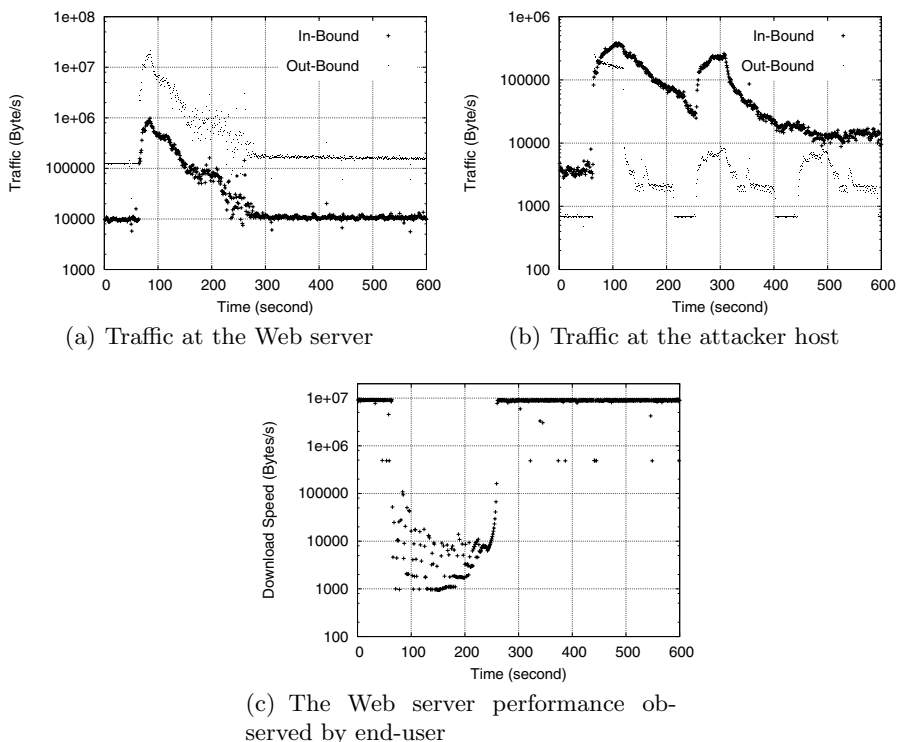 1e+08
1e+07
1e+06
100000
10000
1000
Traffic (Byte/s)
In-Bound
Out-Bound
0 100 200 300 400 500 600
Time (second)
(a) Traffic at the Web server
1e+06
100000
10000
1000
100
Traffic (Byte/s)
In-Bound
Out-Bound
0 100 200 300 400 500 600
Time (second)
(b) Traffic at the attacker host
1e+07
1e+06
100000
10000
1000
100
Download Speed (Bytes/s)
0 100 200 300 400 500 600
Time (second)
(c) The Web server performance ob-
served by end-user